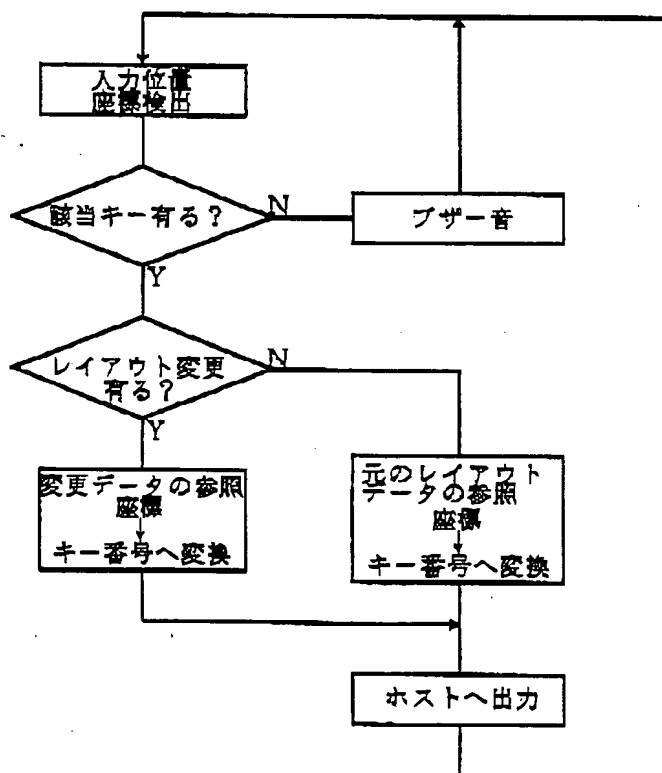 入力位置
座標検出
該当キー有る?
N
ブザー音
Y
レイアウト変更
有る?
N
Y
変更データの参照
座標
キー番号へ変換
元のレイアウト
データの参照
座標
キー番号へ変換
ホストへ出力